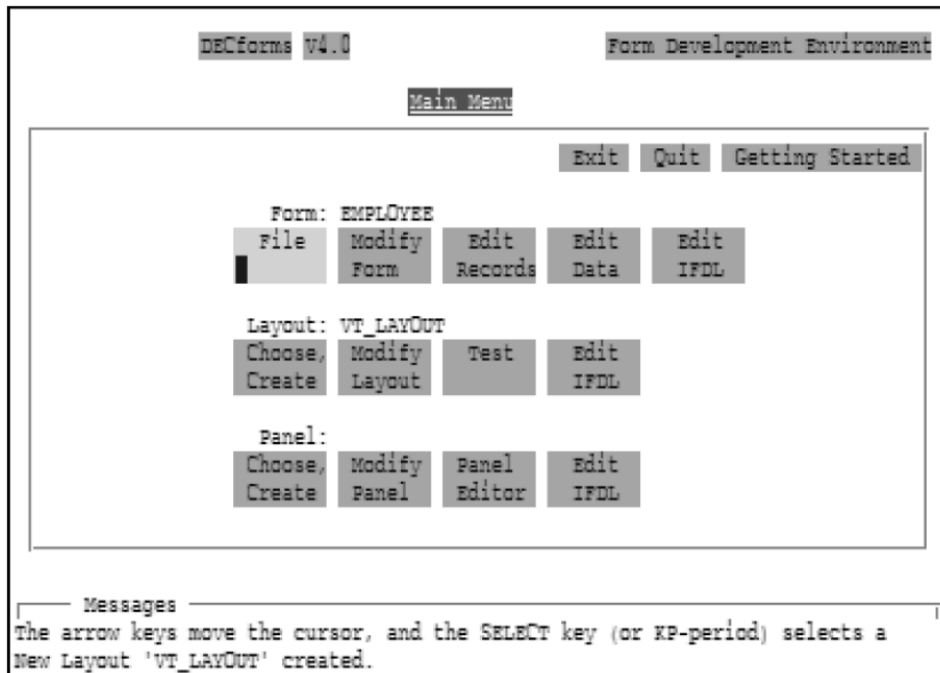 DECforms V4.0 Form Development Environment
Main Menu
Exit Quit Getting Started
Form: EMPLOYEE
File Modify Edit Edit Edit
Form Records Data IFDL
Layout: VT_LAYOUT
Choose, Modify Test Edit
Create Layout IFDL
Panel:
Choose, Modify Panel Edit
Create Panel Editor IFDL
Messages
The arrow keys move the cursor, and the SELECT key (or KP-period) selects a
New Layout 'VT_LAYOUT' created.